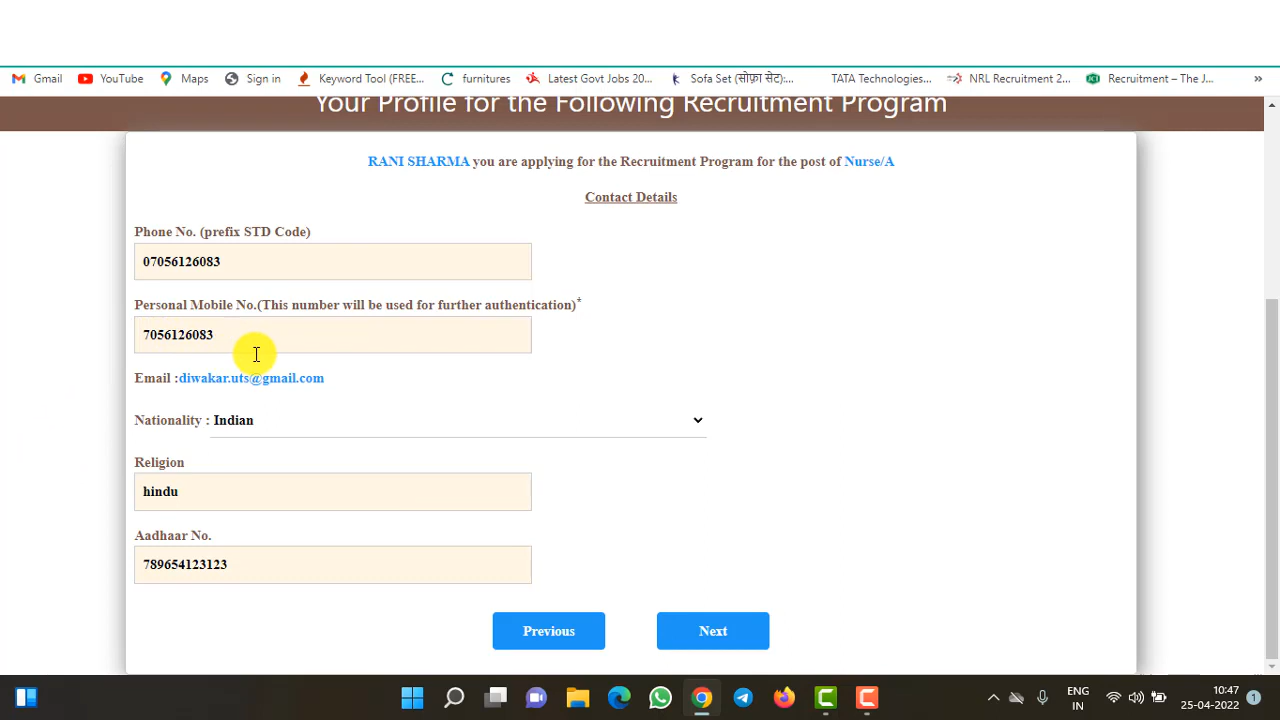 Gmail YouTube Maps Sign in Keyword Tool (FREE... furnitures Latest Govt Jobs 20... Sofa Set (सोफ़ा सेट):... TATA Technologies... NRL Recruitment 2... Recruitment – The J... »
Your Profile for the Following Recruitment Program
RANI SHARMA you are applying for the Recruitment Program for the post of Nurse/A
Contact Details
Phone No. (prefix STD Code)
07056126083
Personal Mobile No.(This number will be used for further authentication)*
7056126083
Email :diwakar.uts@gmail.com
Nationality : Indian
Religion
hindu
Aadhaar No.
789654123123
Previous Next
ENG 10:47
IN 25-04-2022 1